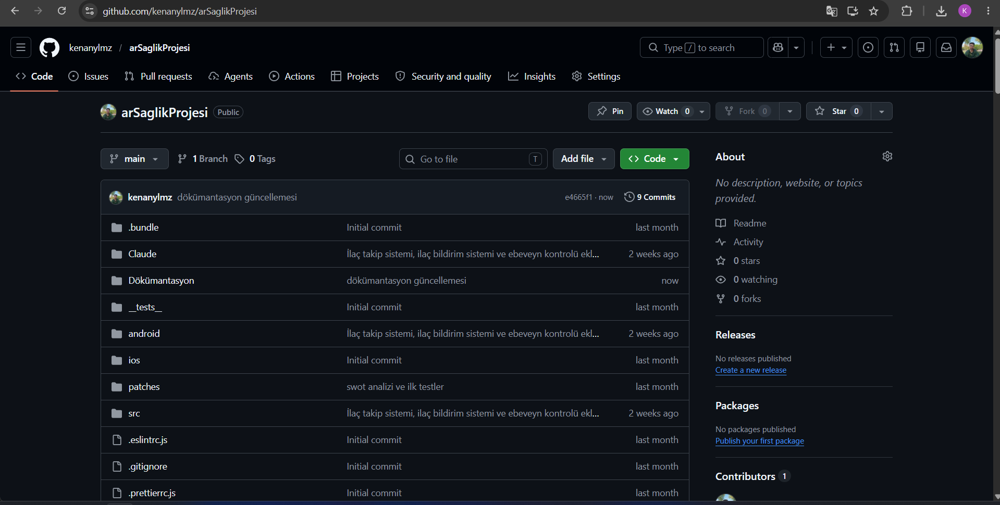 github.com/kenanylmz/arSaglikProjesi
K
kenanylmz / arSaglikProjesi
Type / to search
Code Issues Pull requests Agents Actions Projects Security and quality Insights Settings
arSaglikProjesi Public
Pin Watch 0 Fork 0 Star 0
main 1 Branch 0 Tags Go to file T Add file Code
kenanylmz dökümantasyon güncellemesi e4665f1 · now 9 Commits
.bundle Initial commit last month
Claude İlaç takip sistemi, ilaç bildirim sistemi ve ebeveyn kontrolü ekl... 2 weeks ago
Dökümantasyon dökümantasyon güncellemesi now
__tests__ Initial commit last month
android İlaç takip sistemi, ilaç bildirim sistemi ve ebeveyn kontrolü ekl... 2 weeks ago
ios Initial commit last month
patches swot analizi ve ilk testler last month
src İlaç takip sistemi, ilaç bildirim sistemi ve ebeveyn kontrolü ekl... 2 weeks ago
.eslintrc.js Initial commit last month
.gitignore Initial commit last month
.prettierrc.js Initial commit last month
About
No description, website, or topics
provided.
Readme
Activity
0 stars
0 watching
0 forks
Releases
No releases published
Create a new release
Packages
No packages published
Publish your first package
Contributors 1